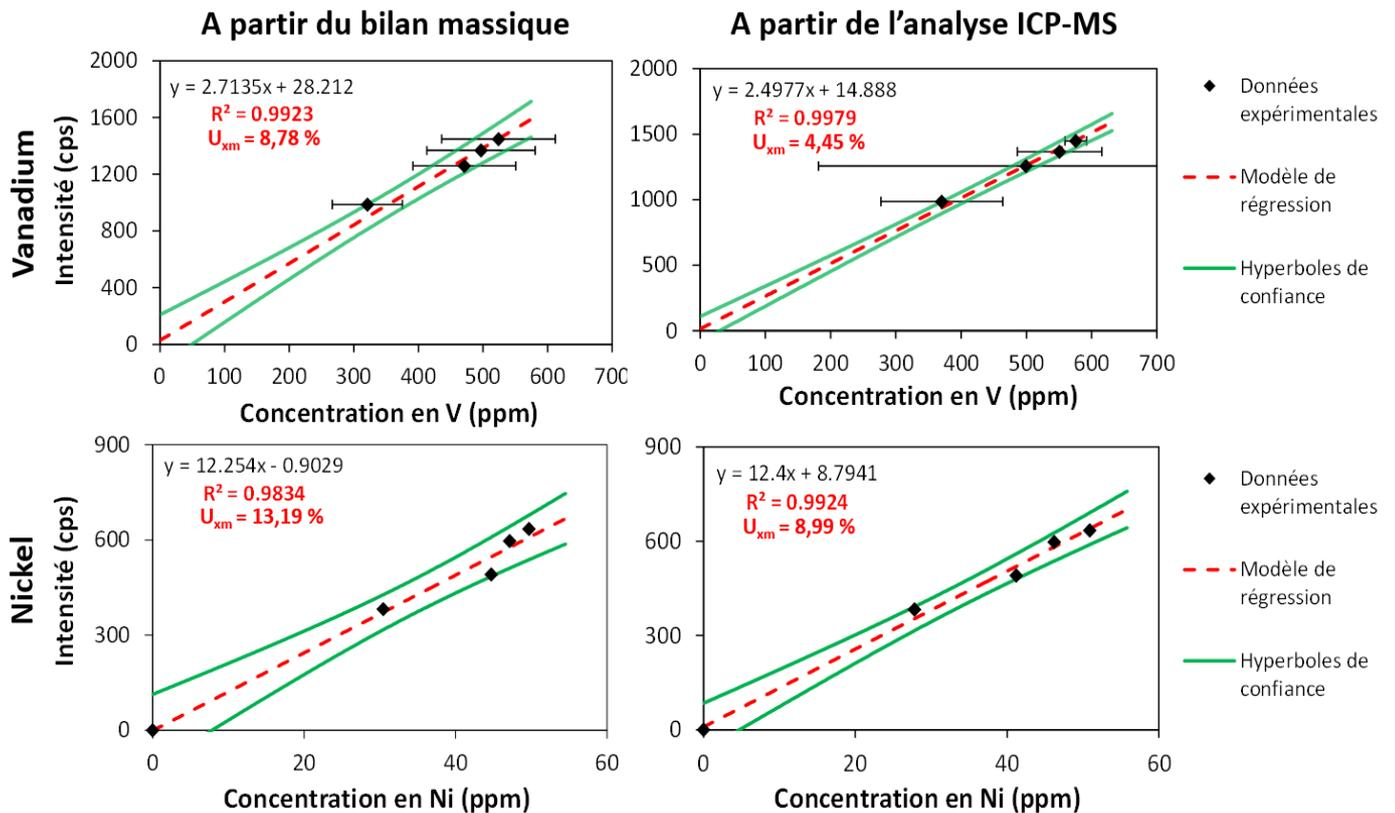 A partir du bilan massique
A partir de l’analyse ICP-MS
Vanadium
Intensité (cps)
2000
1600
1200
800
400
0
y = 2.7135x + 28.212
R² = 0.9923
Uxm = 8,78 %
0 100 200 300 400 500 600 700
Concentration en V (ppm)
2000
1500
1000
500
0
y = 2.4977x + 14.888
R² = 0.9979
Uxm = 4,45 %
0 100 200 300 400 500 600 700
Concentration en V (ppm)
Données
expérimentales
Modèle de
régression
Hyperboles de
confiance
Nickel
Intensité (cps)
900
600
300
0
y = 12.254x - 0.9029
R² = 0.9834
Uxm = 13,19 %
0 20 40 60
Concentration en Ni (ppm)
900
600
300
0
y = 12.4x + 8.7941
R² = 0.9924
Uxm = 8,99 %
0 20 40 60
Concentration en Ni (ppm)
Données
expérimentales
Modèle de
régression
Hyperboles de
confiance